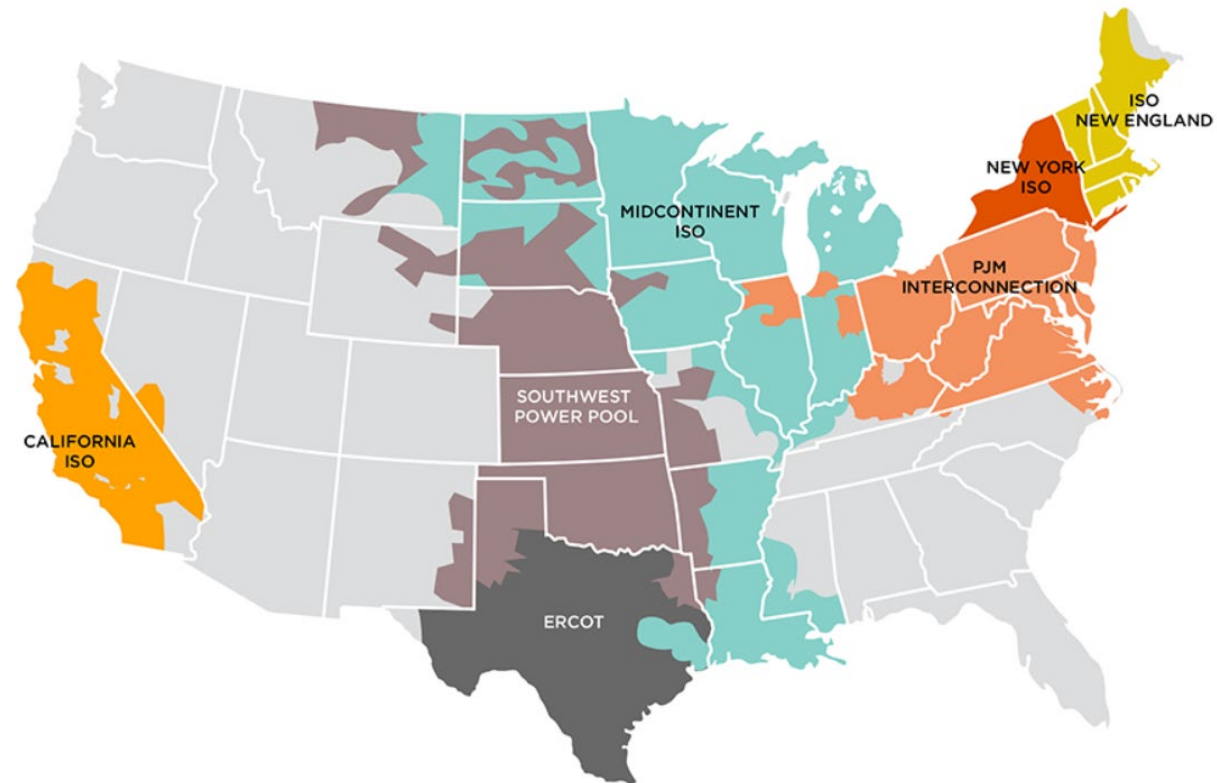 ISO
NEW ENGLAND
NEW YORK
ISO
MIDCONTINENT
ISO
PJM
INTERCONNECTION
SOUTHWEST
POWER POOL
CALIFORNIA
ISO
ERCOT